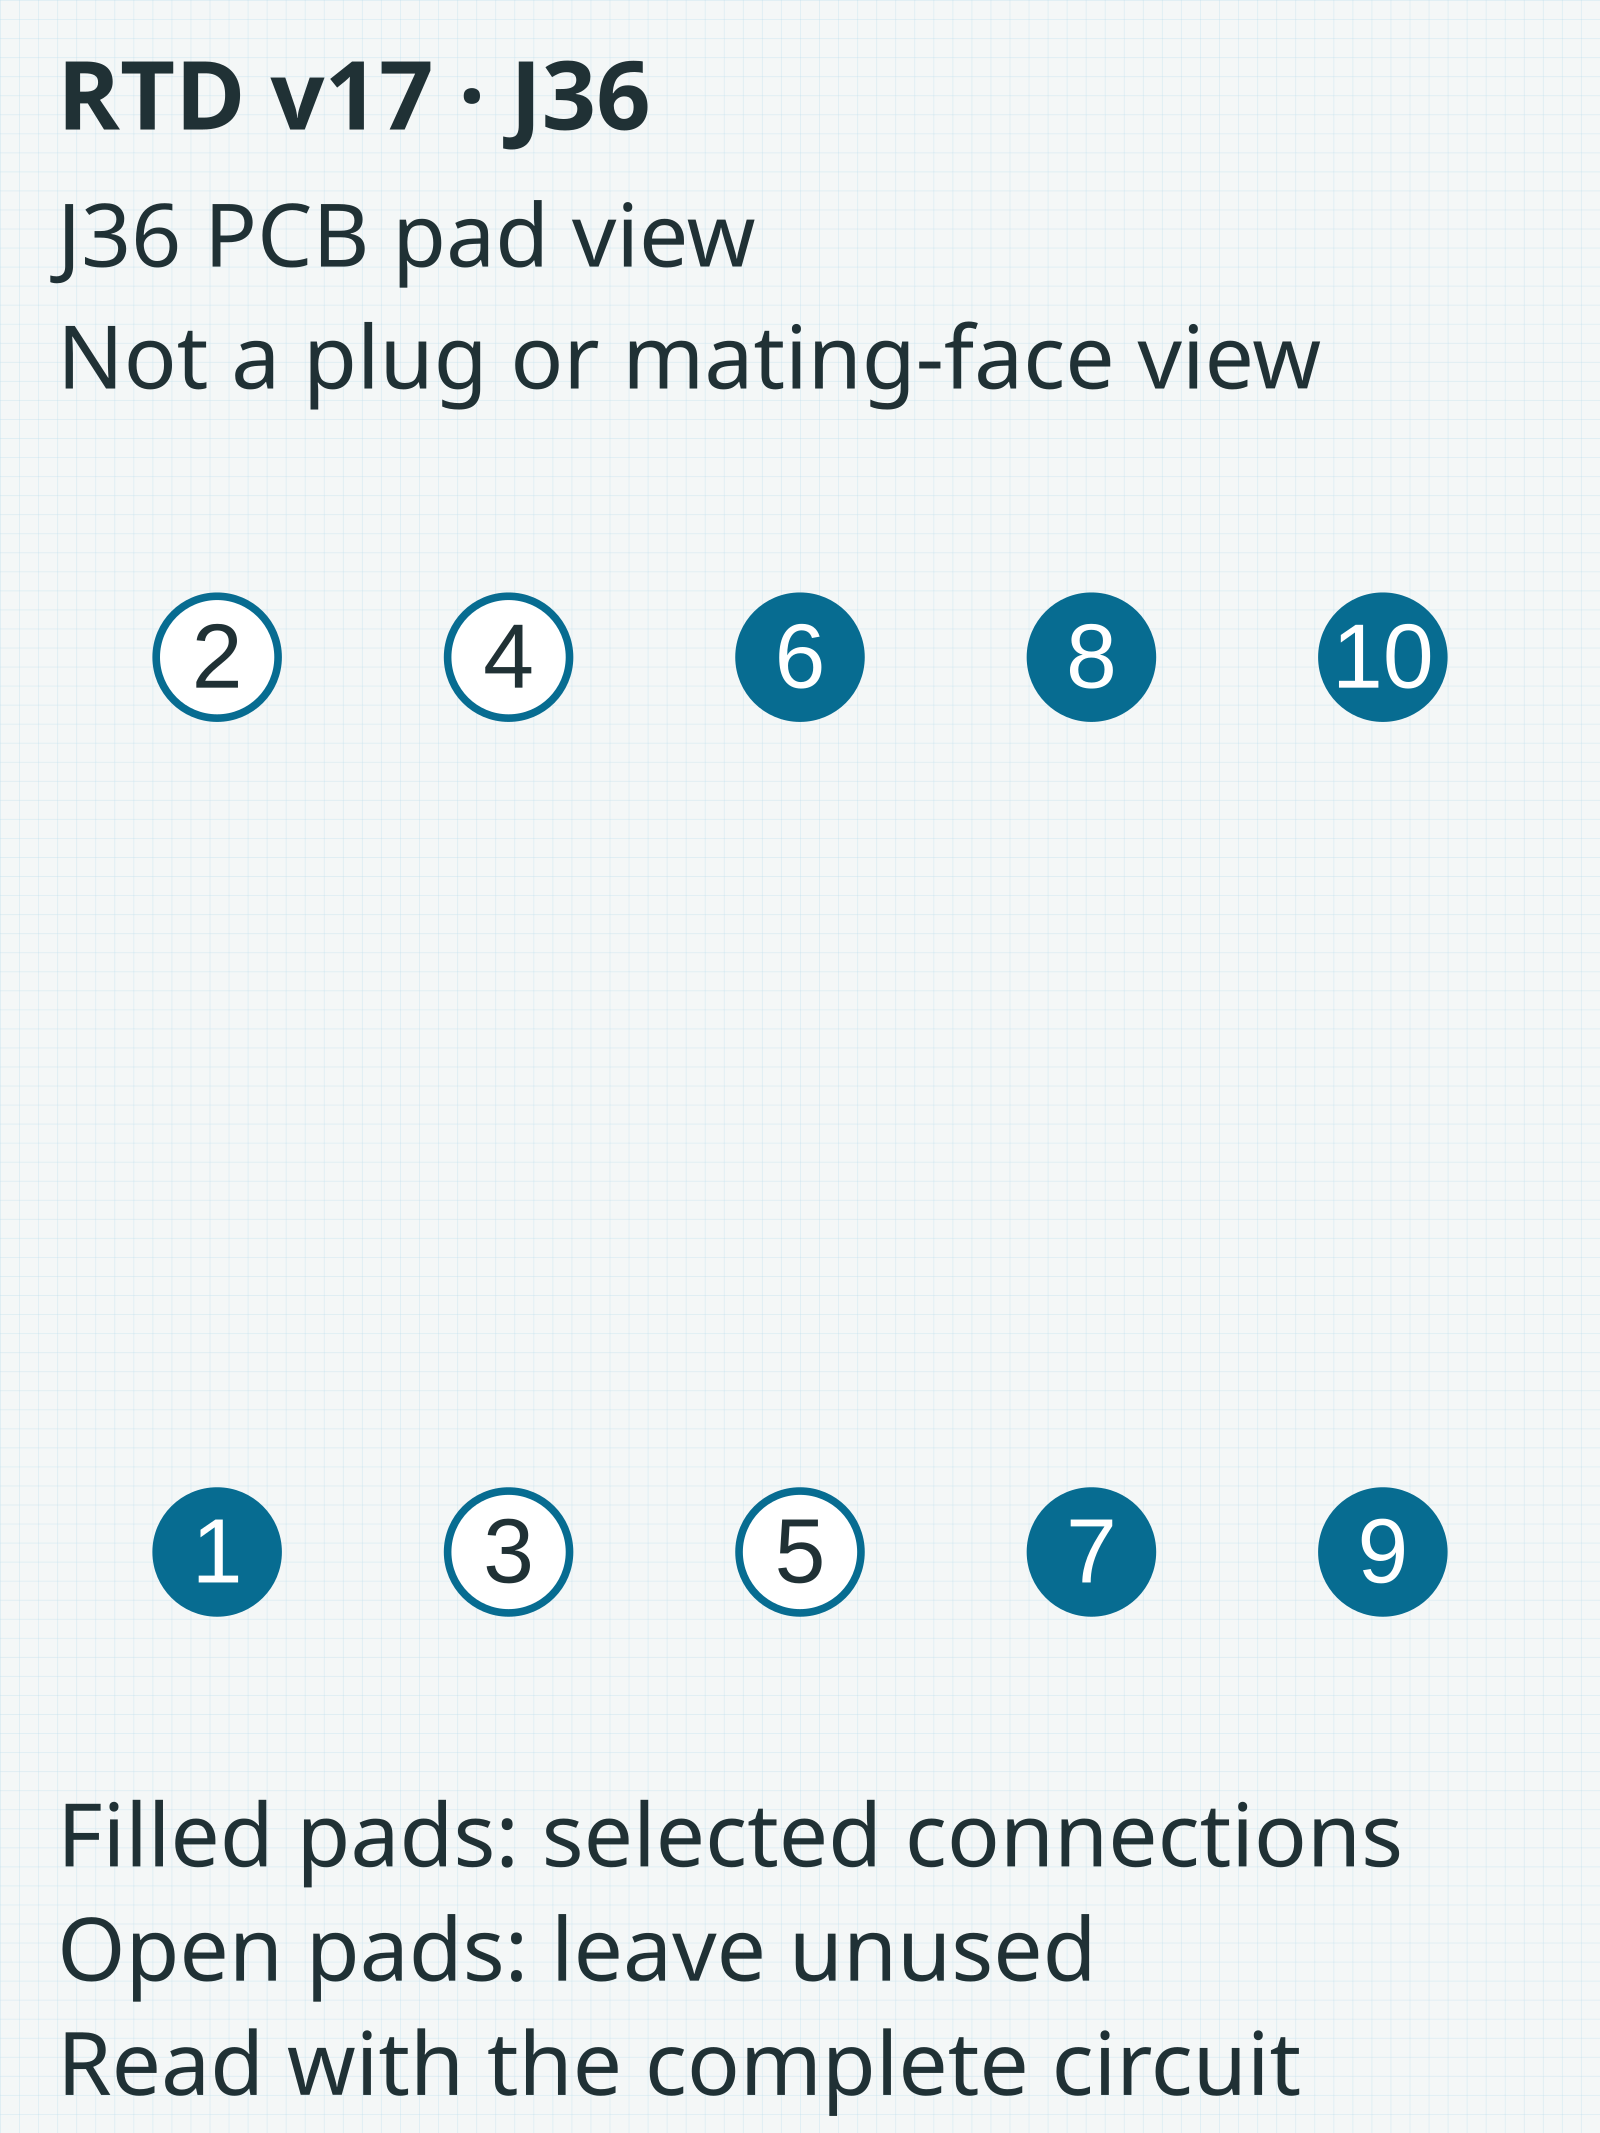 RTD v17 · J36
J36 PCB pad view
Not a plug or mating-face view
2 4 6 8 10
1 3 5 7 9
Filled pads: selected connections
Open pads: leave unused
Read with the complete circuit